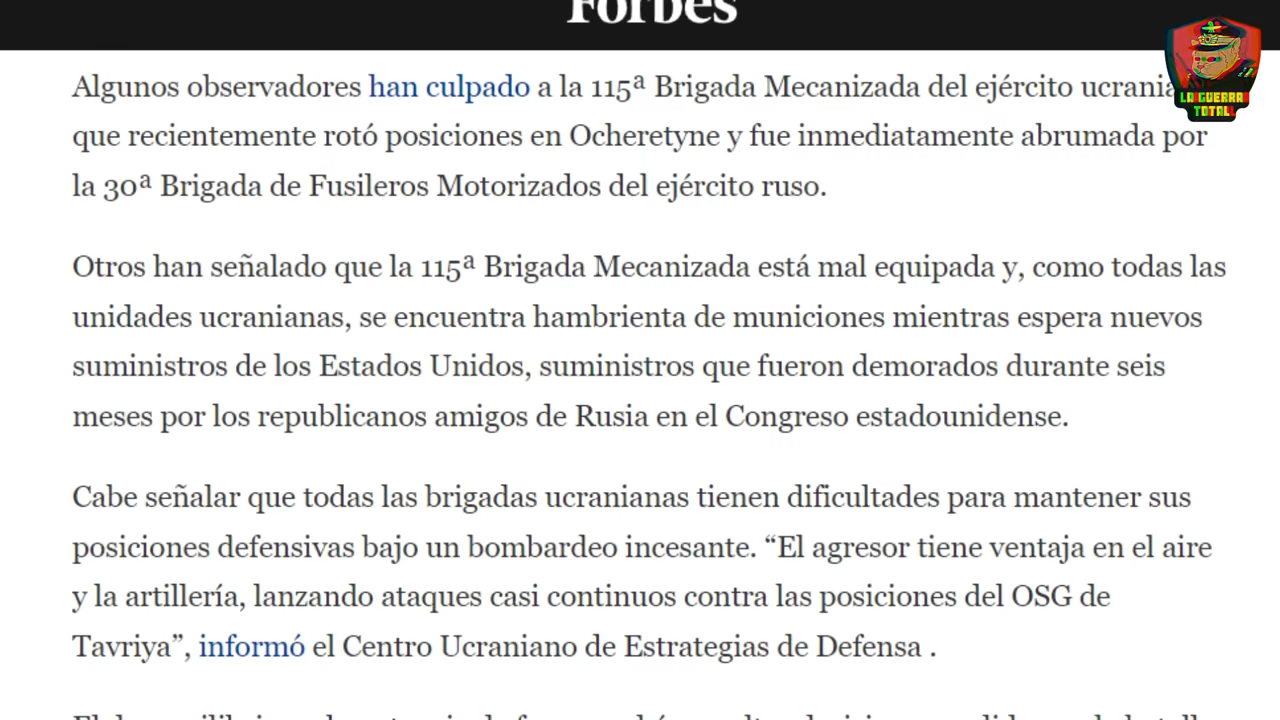 Forbes
Algunos observadores han culpado a la 115ª Brigada Mecanizada del ejército
LA GUERRA
TOTAL
que recientemente rotó posiciones en Ocheretyne y fue inmediatamente abrumada por
la 30ª Brigada de Fusileros Motorizados del ejército ruso.
Otros han señalado que la 115ª Brigada Mecanizada está mal equipada y, como todas las
unidades ucranianas, se encuentra hambrienta de municiones mientras espera nuevos
suministros de los Estados Unidos, suministros que fueron demorados durante seis
meses por los republicanos amigos de Rusia en el Congreso estadounidense.
Cabe señalar que todas las brigadas ucranianas tienen dificultades para mantener sus
posiciones defensivas bajo un bombardeo incesante. “El agresor tiene ventaja en el aire
y la artillería, lanzando ataques casi continuos contra las posiciones del OSG de
Tavriya”, informó el Centro Ucraniano de Estrategias de Defensa .